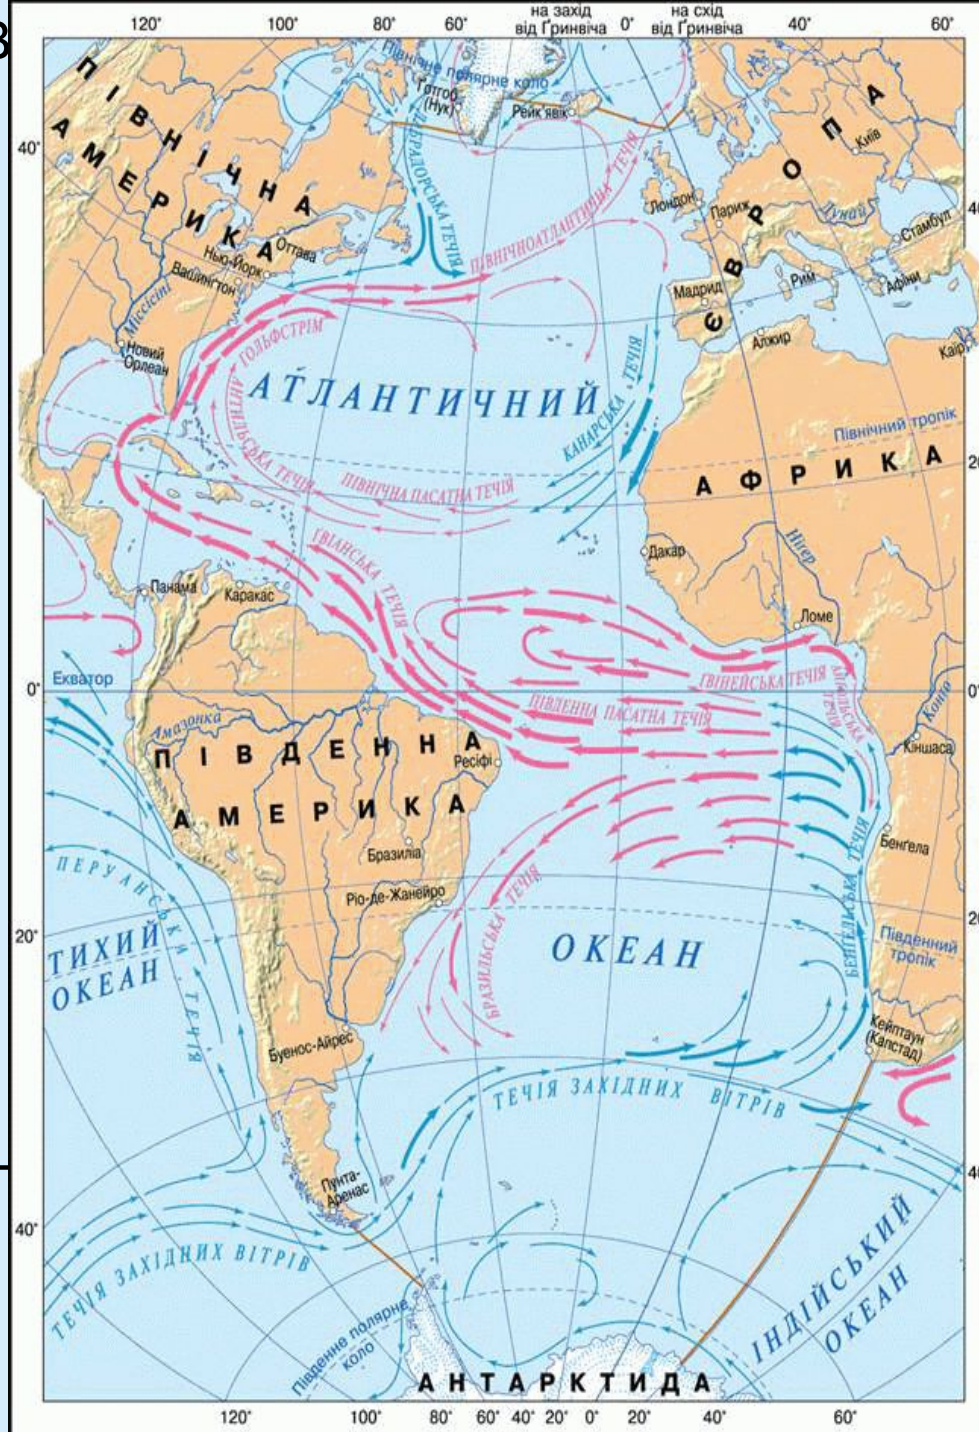 в
120°
100°
80°
60°
на захід
від Ґринвіча
0°
на схід
від Ґринвіча
40°
60°
Північне полярне коло
Готгоб
(Нук)
Рейк'явік
ПІВНІЧНА
АМЕРИКА
ЄВРОПА
Київ
40°
ЛАБРАДОРСЬКА ТЕЧІЯ
ПІВНІЧНОАТЛАНТИЧНА ТЕЧІЯ
Лондон
Париж
Дунай
Стамбул
Оттава
Нью-Йорк
Вашингтон
Мадрид
Рим
Афіни
Міссісіпі
Новий
Орлеан
ГОЛЬФСТРІМ
Алжир
Каїр
АТЛАНТИЧНИЙ
АНТИЛЬСЬКА ТЕЧІЯ
КАНАРСЬКА ТЕЧІЯ
Північний тропік
АФРИКА
ПІВНІЧНА ПАСАТНА ТЕЧІЯ
ГВІАНСЬКА ТЕЧІЯ
Дакар
Нігер
Панама
Каракас
Ломе
Екватор
0°
0°
ГВІНЕЙСЬКА ТЕЧІЯ
АНГОЛЬСЬКА
ТЕЧІЯ
Конго
ПІВДЕННА ПАСАТНА ТЕЧІЯ
Амазонка
ПІВДЕННА
АМЕРИКА
Ресіфі
Кіншаса
Бразиліа
Бенґела
ПЕРУАНСЬКА ТЕЧІЯ
Ріо-де-Жанейро
БРАЗИЛЬСЬКА ТЕЧІЯ
БЕНГЕЛЬСЬКА ТЕЧІЯ
20°
ТИХИЙ
ОКЕАН
ОКЕАН
Південний
тропік
Буенос-Айрес
Кейптаун
(Капстад)
ТЕЧІЯ ЗАХІДНИХ ВІТРІВ
Пунта-
Аренас
40°
ТЕЧІЯ ЗАХІДНИХ ВІТРІВ
ІНДІЙСЬКИЙ
ОКЕАН
Південне полярне
коло
АНТАРКТИДА
120°
100°
80°
60°
40°
20°
0°
20°
40°
60°